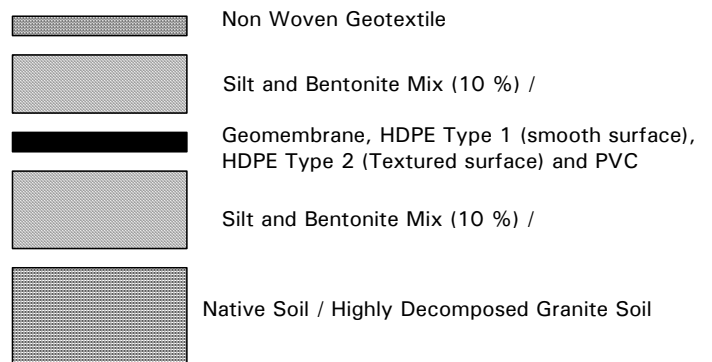 Non Woven Geotextile
Silt and Bentonite Mix (10 %) /
Geomembrane, HDPE Type 1 (smooth surface),
HDPE Type 2 (Textured surface) and PVC
Silt and Bentonite Mix (10 %) /
Native Soil / Highly Decomposed Granite Soil